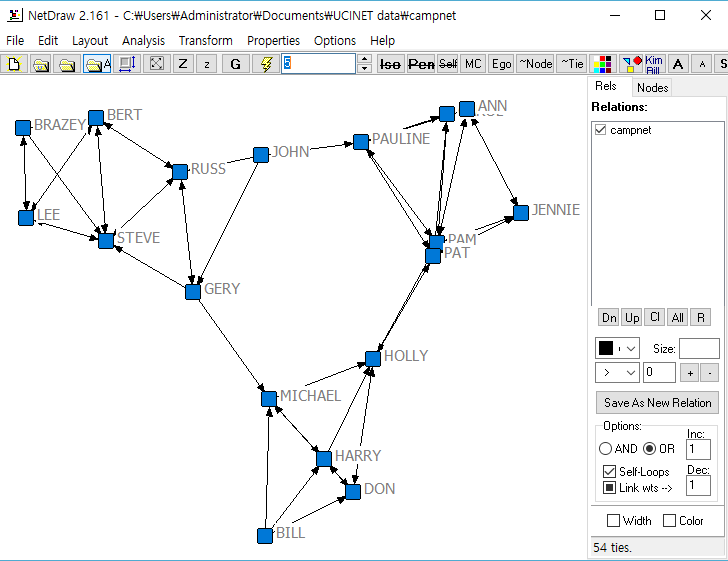 NetDraw 2.161 - C:₩Users₩Administrator₩Documents₩UCINET data₩campnet
File Edit Layout Analysis Transform Properties Options Help
A Z z G 5 Iso Pen Self MC Ego ~Node ~Tie Kim Bill A A S
Rels Nodes
Relations:
campnet
BRAZEY
BERT
ANN
PAULINE
JOHN
RUSS
LEE
JENNIE
STEVE
PAM
PAT
GERY
HOLLY
MICHAEL
HARRY
DON
BILL
Dn Up Cl All R
Size:
> 0 + -
Save As New Relation
Options:
AND OR Inc: 1
Self-Loops
Link wts --> Dec: 1
Width Color
54 ties.